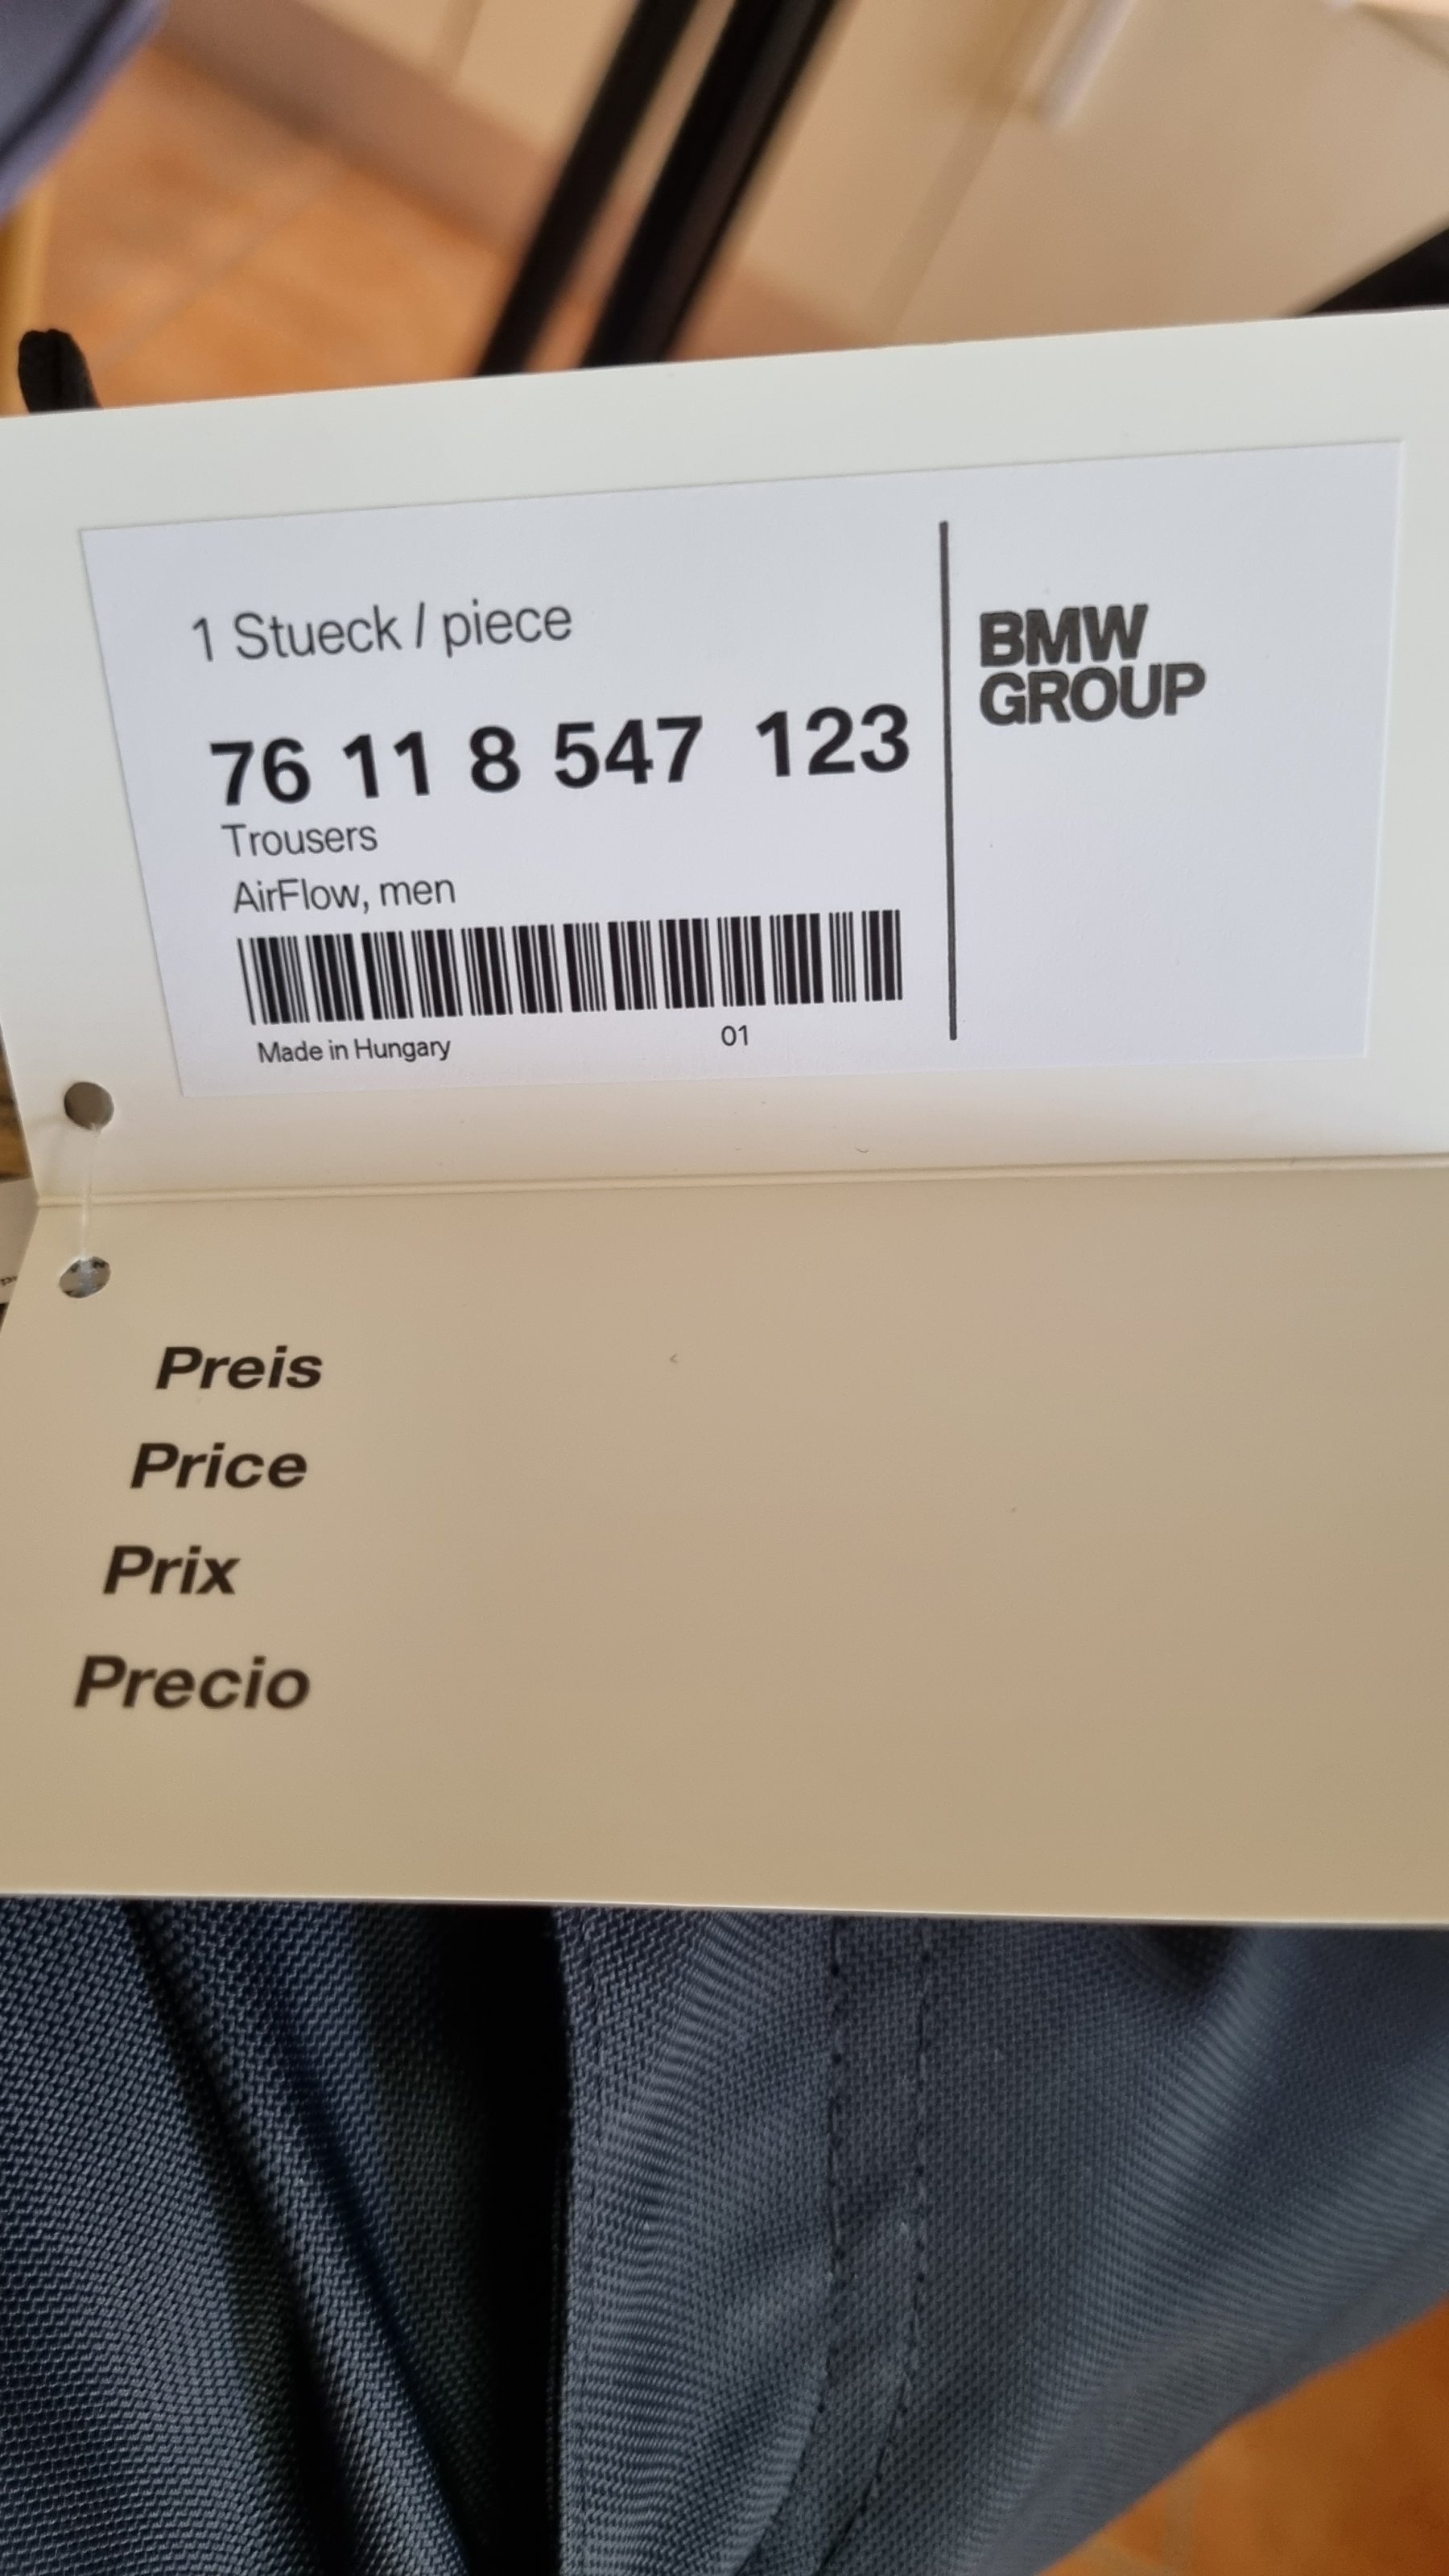 1 Stueck / piece
76 11 8 547 123
Trousers
AirFlow, men
Made in Hungary 01
BMW
GROUP
Preis
Price
Prix
Precio